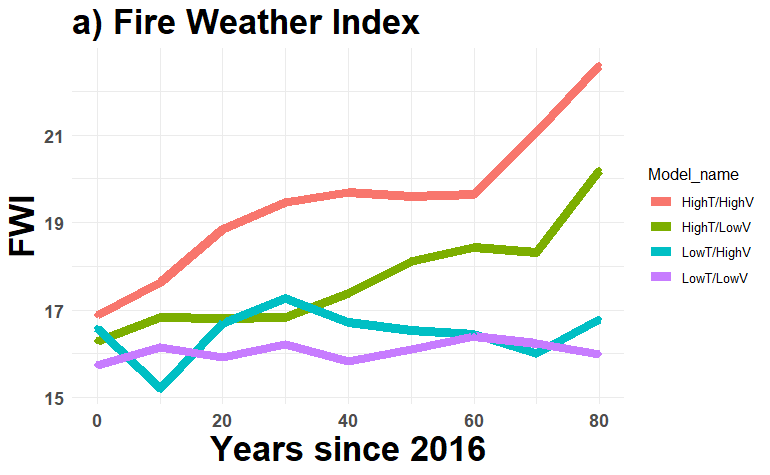 a) Fire Weather Index
FWI
21
19
17
15
0 20 40 60 80
Years since 2016
Model_name
HighT/HighV
HighT/LowV
LowT/HighV
LowT/LowV